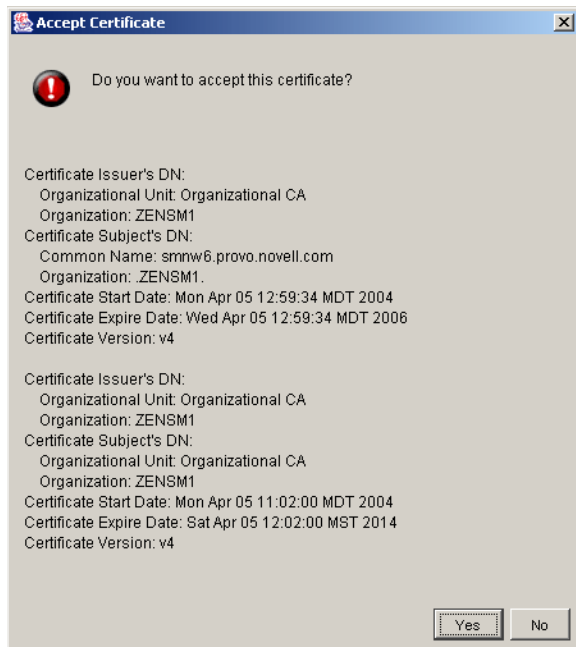 Accept Certificate
Do you want to accept this certificate?
Certificate Issuer's DN:
Organizational Unit: Organizational CA
Organization: ZENSM1
Certificate Subject's DN:
Common Name: smnw6.provo.novell.com
Organization: .ZENSM1.
Certificate Start Date: Mon Apr 05 12:59:34 MDT 2004
Certificate Expire Date: Wed Apr 05 12:59:34 MDT 2006
Certificate Version: v4
Certificate Issuer's DN:
Organizational Unit: Organizational CA
Organization: ZENSM1
Certificate Subject's DN:
Organizational Unit: Organizational CA
Organization: ZENSM1
Certificate Start Date: Mon Apr 05 11:02:00 MDT 2004
Certificate Expire Date: Sat Apr 05 12:02:00 MST 2014
Certificate Version: v4
Yes No